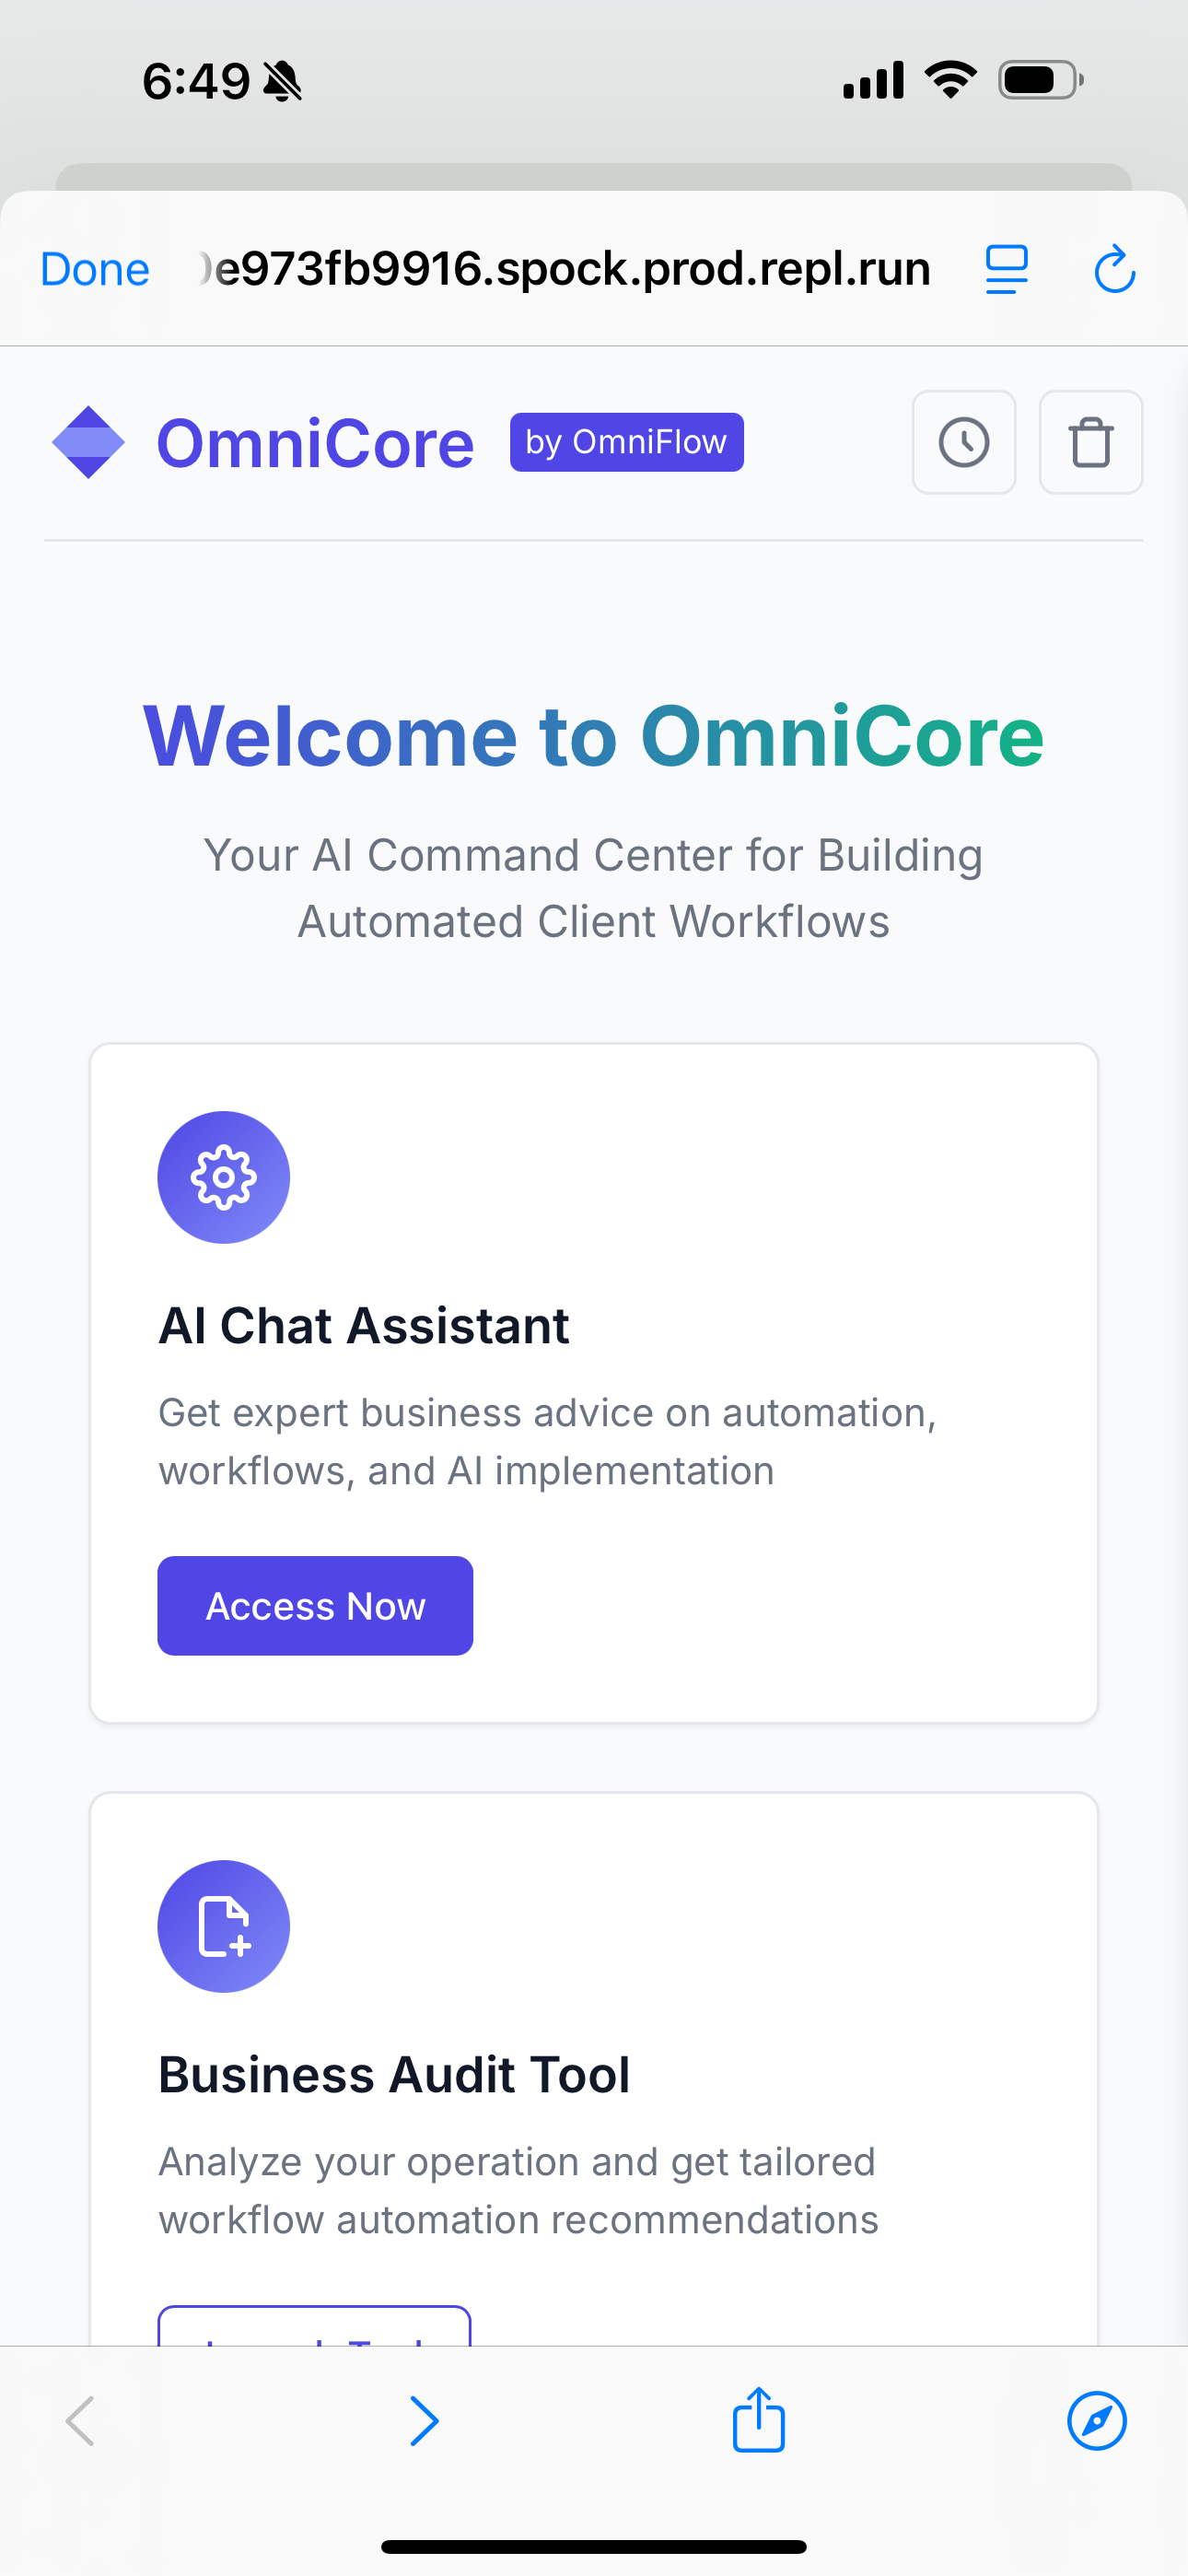 6:49
Done
e973fb9916.spock.prod.repl.run
OmniCore
by OmniFlow
Welcome to OmniCore
Your AI Command Center for Building
Automated Client Workflows
AI Chat Assistant
Get expert business advice on automation,
workflows, and AI implementation
Access Now
Business Audit Tool
Analyze your operation and get tailored
workflow automation recommendations